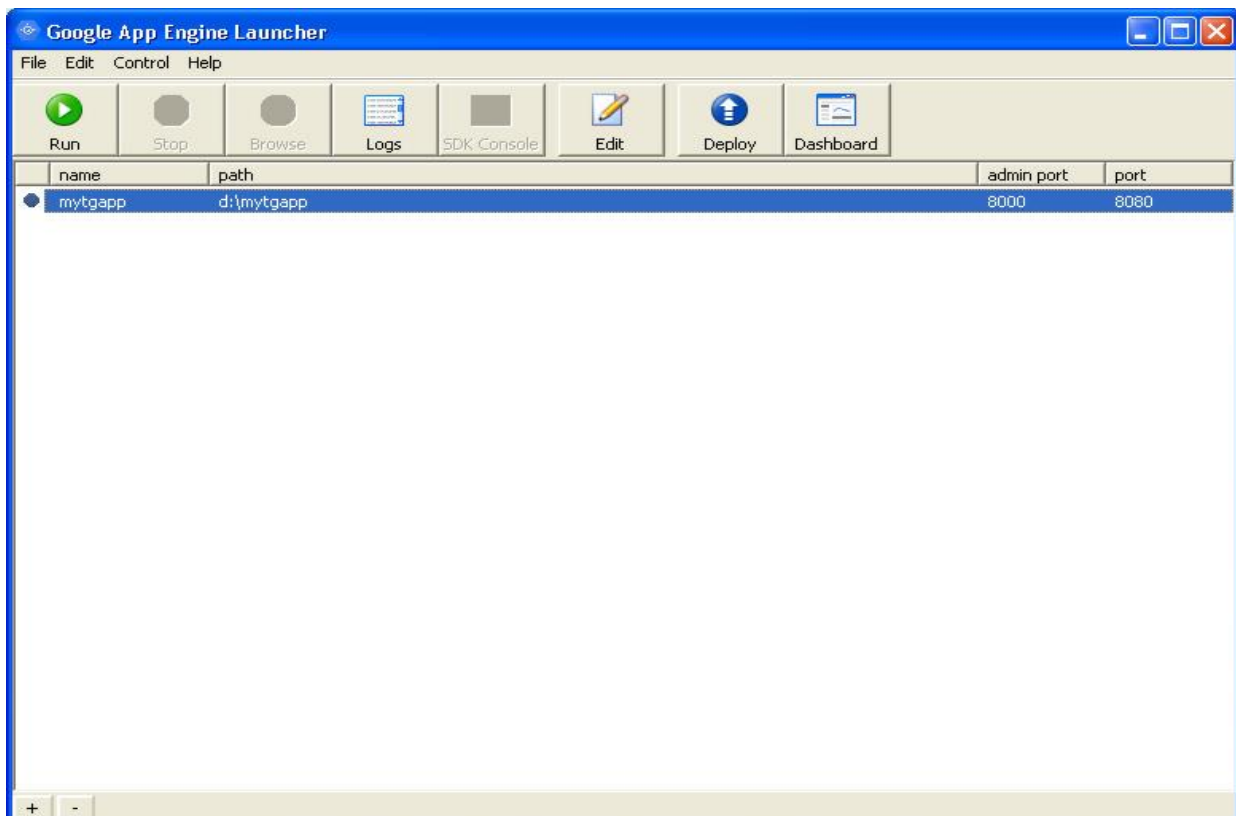 Google App Engine Launcher
File Edit Control Help
Run Stop Browse Logs SDK Console Edit Deploy Dashboard
name path admin port port
mytgapp d:\mytgapp 8000 8080
+ -